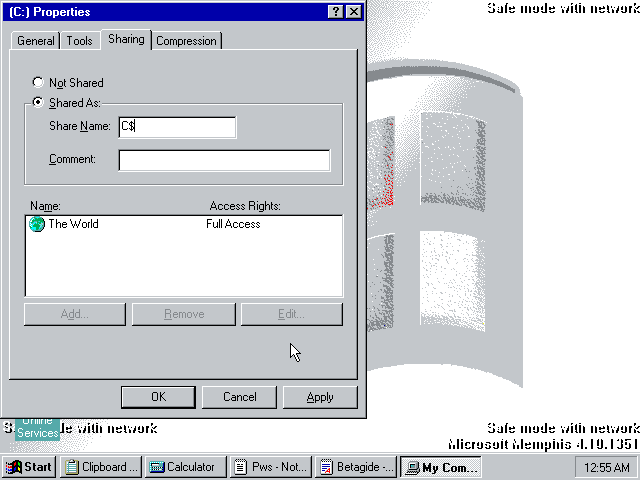 (C:) Properties
Safe mode with network
General Tools Sharing Compression
Not Shared
Shared As:
Share Name: C$
Comment:
Name: Access Rights:
The World Full Access
Add... Remove Edit...
OK Cancel Apply
Online
Services
le with network
Safe mode with network
Microsoft Memphis 4.10.1351
Start Clipboard ... Calculator Pws - Not... Betagide -... My Com... 12:55 AM